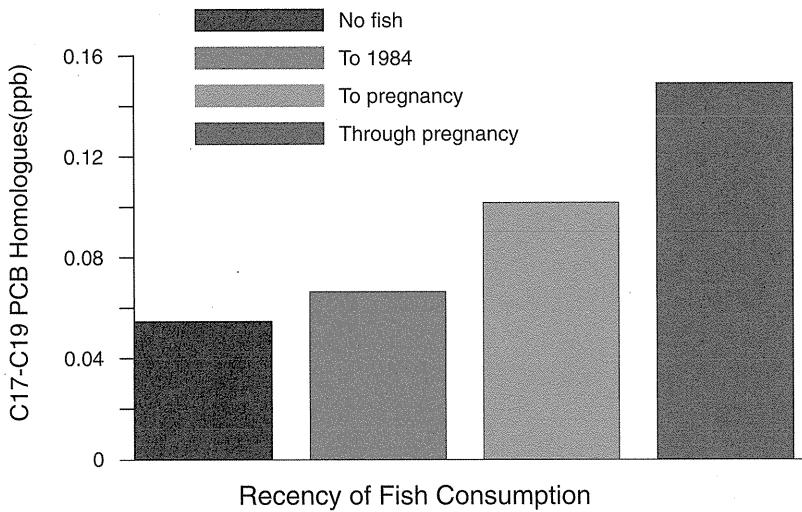 No fish
To 1984
To pregnancy
Through pregnancy
C17-C19 PCB Homologues(ppb)
0.16
0.12
0.08
0.04
0
Recency of Fish Consumption